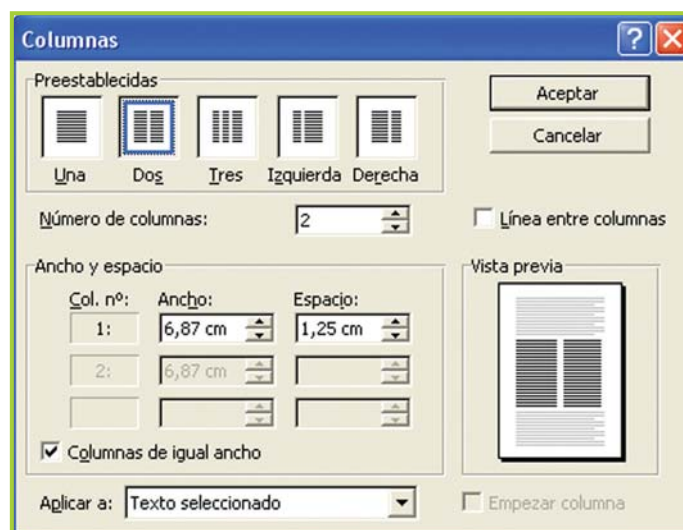 Columnas
Preestablecidas
Una Dos Tres Izquierda Derecha
Aceptar
Cancelar
Número de columnas: 2
Línea entre columnas
Ancho y espacio
Col. nº: Ancho: Espacio:
1: 6,87 cm 1,25 cm
2: 6,87 cm
Columnas de igual ancho
Vista previa
Aplicar a: Texto seleccionado
Empezar columna